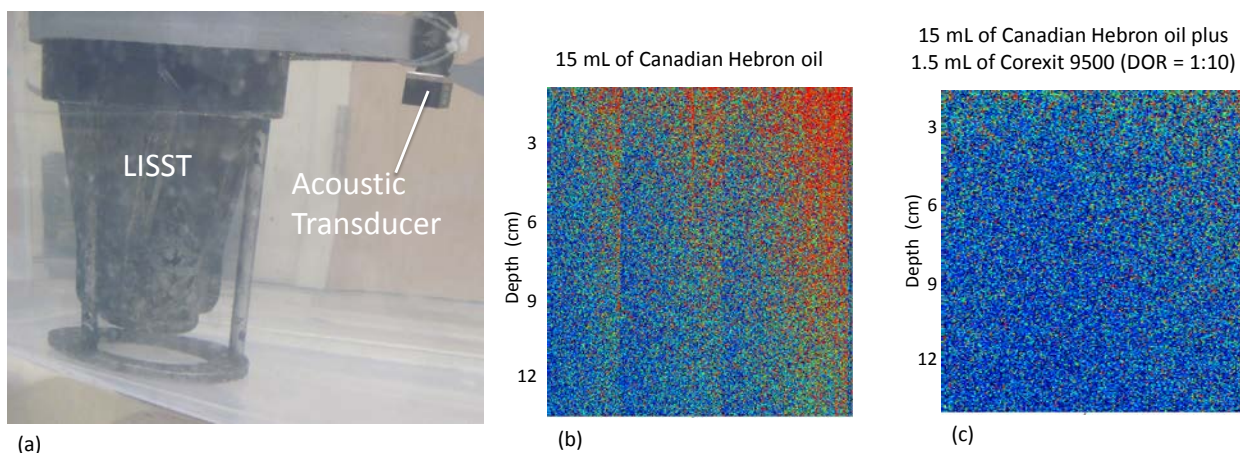 LISST
Acoustic
Transducer
(a)
15 mL of Canadian Hebron oil
Depth (cm)
3
6
9
12
(b)
15 mL of Canadian Hebron oil plus
1.5 mL of Corexit 9500 (DOR = 1:10)
Depth (cm)
3
6
9
12
(c)